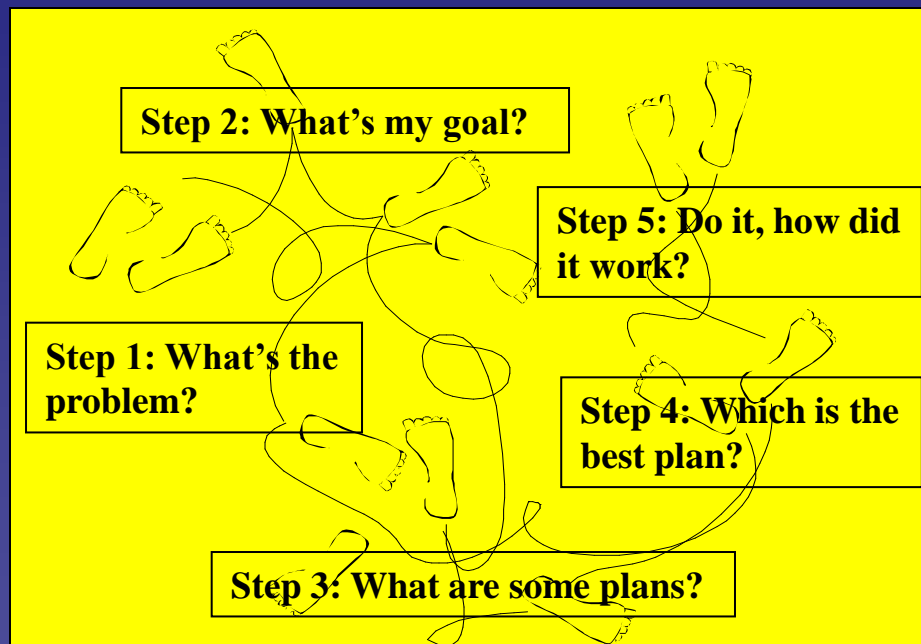 Step 2: What’s my goal?
Step 5: Do it, how did
it work?
Step 1: What’s the
problem?
Step 4: Which is the
best plan?
Step 3: What are some plans?